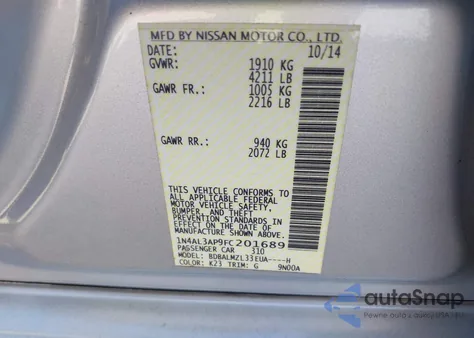 MFD BY NISSAN MOTOR CO., LTD.
DATE: 10/14
GVWR: 1910 KG
4211 LB
GAWR FR.: 1005 KG
2216 LB
GAWR RR.: 940 KG
2072 LB
THIS VEHICLE CONFORMS TO
ALL APPLICABLE FEDERAL
MOTOR VEHICLE SAFETY,
BUMPER, AND THEFT
PREVENTION STANDARDS IN
EFFECT ON THE DATE OF
MANUFACTURE SHOWN ABOVE.
1N4AL3AP9FC201689
PASSENGER CAR 310
MODEL: BDBALMZL33EUA----H
COLOR: K23 TRIM: G 9N00A
autaSnap
Pewne auto z